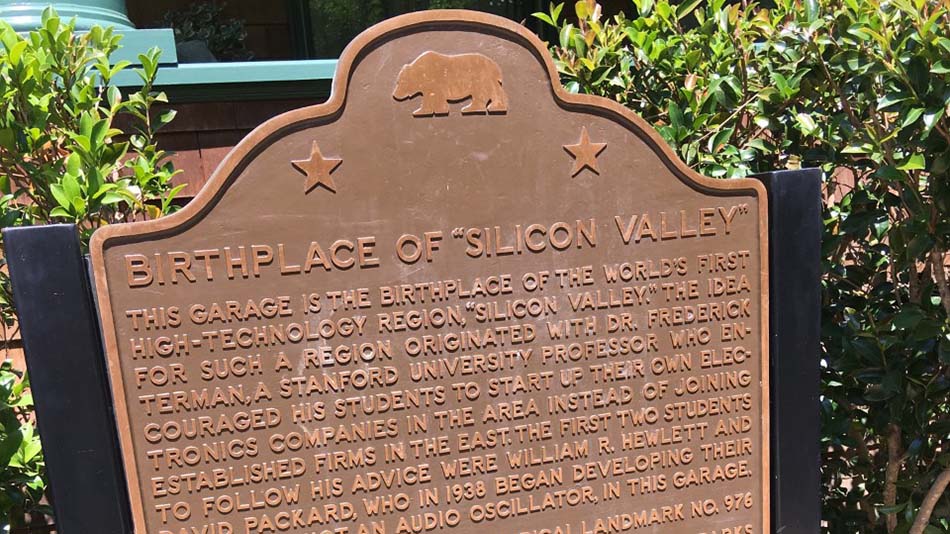 BIRTHPLACE OF "SILICON VALLEY"
THIS GARAGE IS THE BIRTHPLACE OF THE WORLD'S FIRST
HIGH-TECHNOLOGY REGION, "SILICON VALLEY." THE IDEA
FOR SUCH A REGION ORIGINATED WITH DR. FREDERICK
TERMAN, A STANFORD UNIVERSITY PROFESSOR WHO EN-
COURAGED HIS STUDENTS TO START UP THEIR OWN ELEC-
TRONICS COMPANIES IN THE AREA INSTEAD OF JOINING
ESTABLISHED FIRMS IN THE EAST. THE FIRST TWO STUDENTS
TO FOLLOW HIS ADVICE WERE WILLIAM R. HEWLETT AND
DAVID PACKARD, WHO IN 1938 BEGAN DEVELOPING THEIR
AN AUDIO OSCILLATOR, IN THIS GARAGE.
LANDMARK NO. 976
PARKS